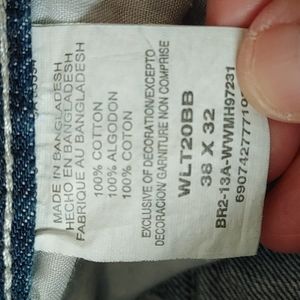 MADE IN BANGLADESH
HECHO EN BANGLADESH
FABRIQUE AU BANGLADESH
100% COTTON
100% ALGODON
100% COTON
EXCLUSIVE OF DECORATION/EXCEPTO
DECORACION GARNITURE NON COMPRISE
WLT20BB
38 X 32
BR2-13A-WWMH97231